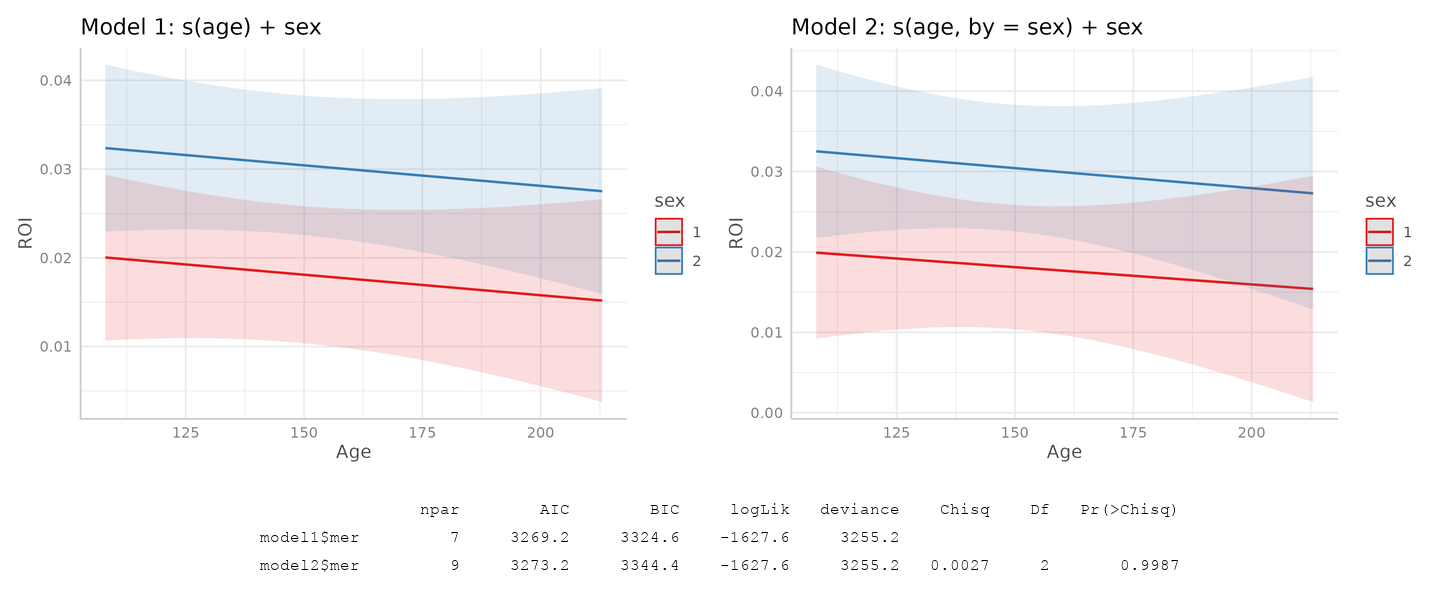 Model 1: s(age) + sex
0.04
0.03
0.02
0.01
ROI
125 150 175 200
Age
sex
1
2
Model 2: s(age, by = sex) + sex
0.04
0.03
0.02
0.01
0.00
ROI
125 150 175 200
Age
sex
1
2
npar AIC BIC logLik deviance Chisq Df Pr(>Chisq)
model1$mer 7 3269.2 3324.6 -1627.6 3255.2
model2$mer 9 3273.2 3344.4 -1627.6 3255.2 0.0027 2 0.9987